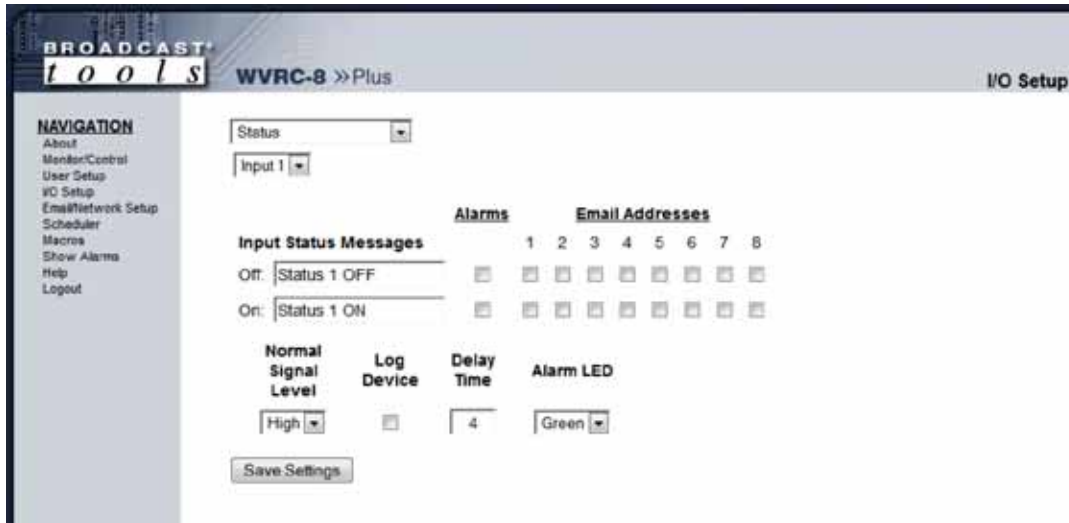 BROADCAST®
tools
WVRC-8 »Plus
I/O Setup
NAVIGATION
About
Monitor/Control
User Setup
I/O Setup
Email/Network Setup
Scheduler
Macros
Show Alarms
Help
Logout
Status
Input 1
Alarms Email Addresses
Input Status Messages 1 2 3 4 5 6 7 8
Off: Status 1 OFF
On: Status 1 ON
Normal Signal Level
Log Device
Delay Time
Alarm LED
High 4 Green
Save Settings